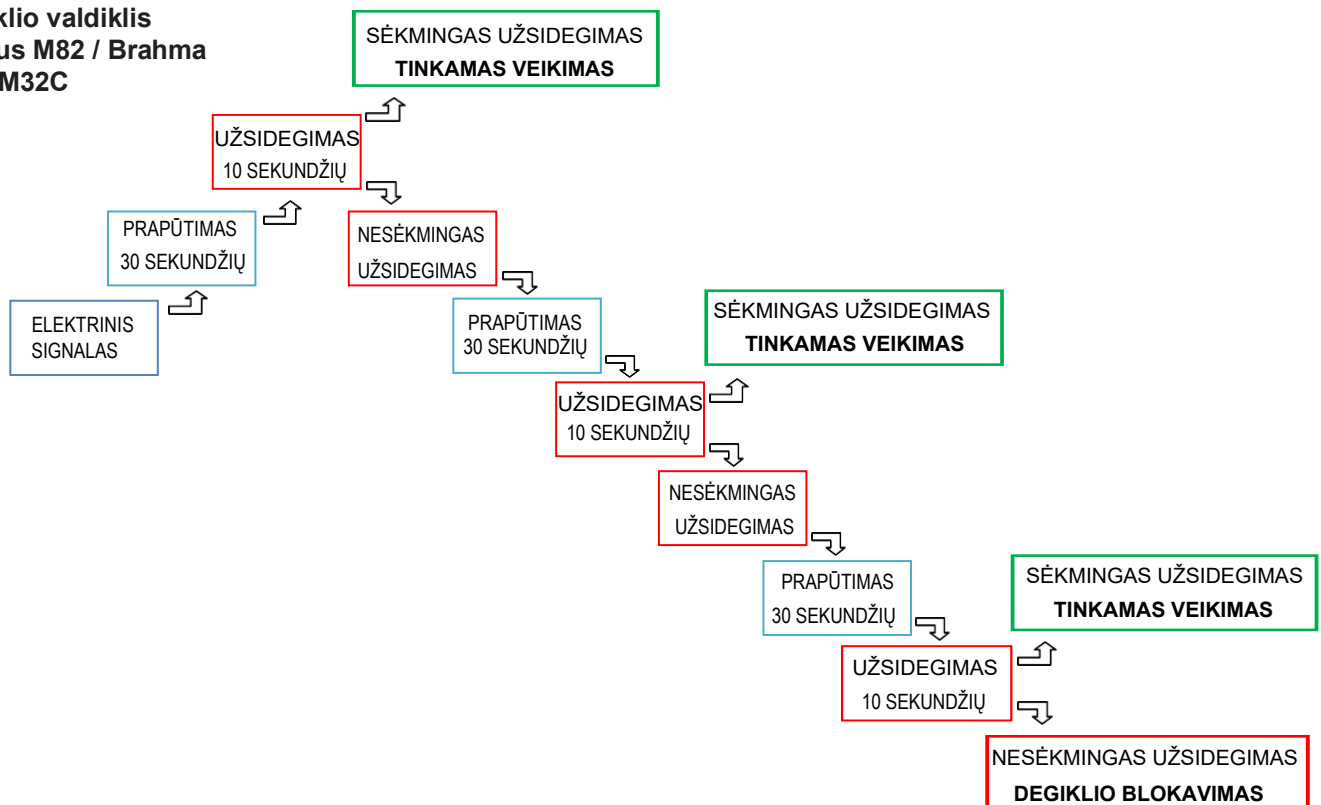 klio valdiklis
us M82 / Brahma
M32C
SĖKMINGAS UŽSIDEGIMAS
TINKAMAS VEIKIMAS
UŽSIDEGIMAS
10 SEKUNDŽIŲ
PRAPŪTIMAS
30 SEKUNDŽIŲ
ELEKTRINIS
SIGNALAS
NESĖKMINGAS
UŽSIDEGIMAS
PRAPŪTIMAS
30 SEKUNDŽIŲ
SĖKMINGAS UŽSIDEGIMAS
TINKAMAS VEIKIMAS
UŽSIDEGIMAS
10 SEKUNDŽIŲ
NESĖKMINGAS
UŽSIDEGIMAS
PRAPŪTIMAS
30 SEKUNDŽIŲ
SĖKMINGAS UŽSIDEGIMAS
TINKAMAS VEIKIMAS
UŽSIDEGIMAS
10 SEKUNDŽIŲ
NESĖKMINGAS UŽSIDEGIMAS
DEGIKLIO BLOKAVIMAS